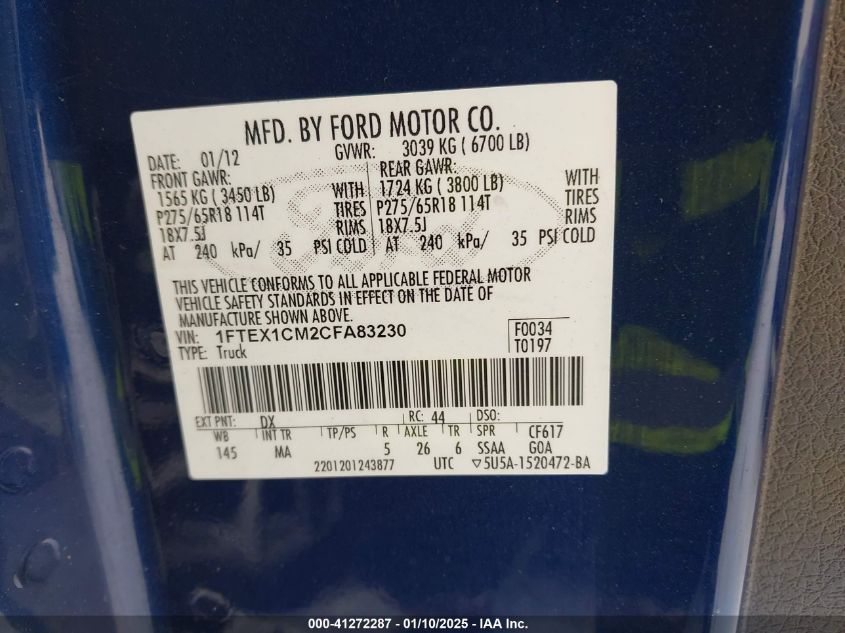 MFD. BY FORD MOTOR CO.
DATE: 01/12 GVWR: 3039 KG ( 6700 LB)
FRONT GAWR: REAR GAWR:
1565 KG ( 3450 LB) WITH 1724 KG ( 3800 LB) WITH
P275/65R18 114T TIRES P275/65R18 114T TIRES
18X7.5J RIMS 18X7.5J RIMS
AT 240 kPa/ 35 PSI COLD AT 240 kPa/ 35 PSI COLD
THIS VEHICLE CONFORMS TO ALL APPLICABLE FEDERAL MOTOR
VEHICLE SAFETY STANDARDS IN EFFECT ON THE DATE OF
MANUFACTURE SHOWN ABOVE.
VIN: 1FTEX1CM2CFA83230 F0034
TYPE: Truck T0197
EXT PNT: DX RC: 44 DSO:
WB INT TR TP/PS R AXLE TR SPR CF617
145 MA 5 26 6 SSAA GOA
2201201243877 UTC ▽5U5A-1520472-BA
000-41272287 - 01/10/2025 - IAA Inc.